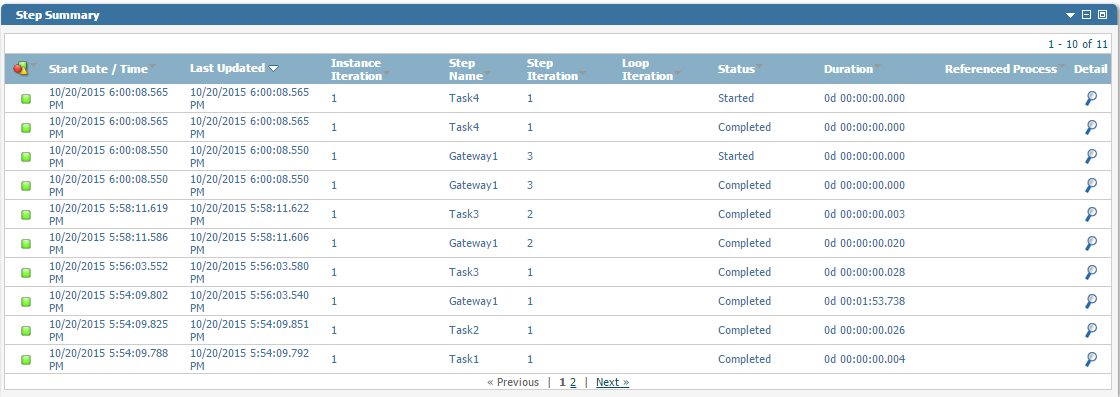 Step Summary
1 - 10 of 11
Start Date / Time Last Updated Instance Iteration Step Name Step Iteration Loop Iteration Status Duration Referenced Process Detail
10/20/2015 6:00:08.565 PM 10/20/2015 6:00:08.565 PM 1 Task4 1 Started 0d 00:00:00.000
10/20/2015 6:00:08.565 PM 10/20/2015 6:00:08.565 PM 1 Task4 1 Completed 0d 00:00:00.000
10/20/2015 6:00:08.550 PM 10/20/2015 6:00:08.550 PM 1 Gateway1 3 Started 0d 00:00:00.000
10/20/2015 6:00:08.550 PM 10/20/2015 6:00:08.550 PM 1 Gateway1 3 Completed 0d 00:00:00.000
10/20/2015 5:58:11.619 PM 10/20/2015 5:58:11.622 PM 1 Task3 2 Completed 0d 00:00:00.003
10/20/2015 5:58:11.586 PM 10/20/2015 5:58:11.606 PM 1 Gateway1 2 Completed 0d 00:00:00.020
10/20/2015 5:56:03.552 PM 10/20/2015 5:56:03.580 PM 1 Task3 1 Completed 0d 00:00:00.028
10/20/2015 5:54:09.802 PM 10/20/2015 5:56:03.540 PM 1 Gateway1 1 Completed 0d 00:01:53.738
10/20/2015 5:54:09.825 PM 10/20/2015 5:54:09.851 PM 1 Task2 1 Completed 0d 00:00:00.026
10/20/2015 5:54:09.788 PM 10/20/2015 5:54:09.792 PM 1 Task1 1 Completed 0d 00:00:00.004
« Previous | 1 2 | Next »